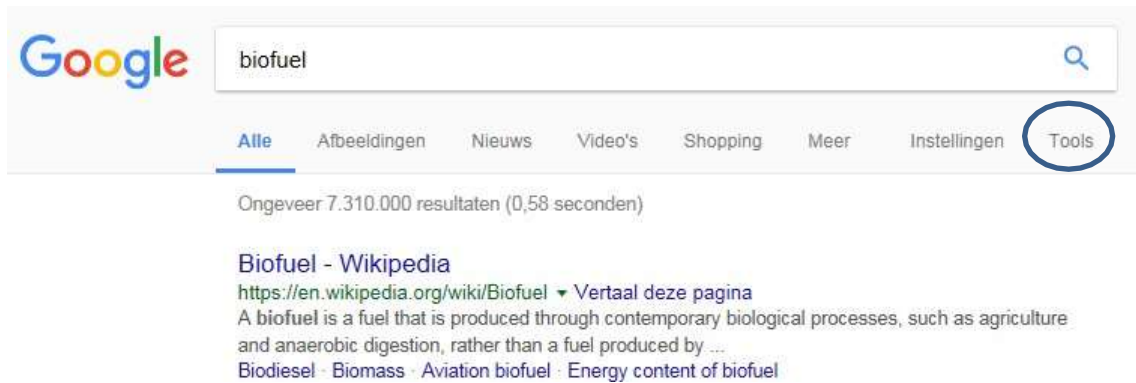 Google biofuel
Alle Afbeeldingen Nieuws Video's Shopping Meer Instellingen Tools
Ongeveer 7.310.000 resultaten (0,58 seconden)
Biofuel - Wikipedia
https://en.wikipedia.org/wiki/Biofuel ▾ Vertaal deze pagina
A biofuel is a fuel that is produced through contemporary biological processes, such as agriculture
and anaerobic digestion, rather than a fuel produced by ...
Biodiesel · Biomass · Aviation biofuel · Energy content of biofuel